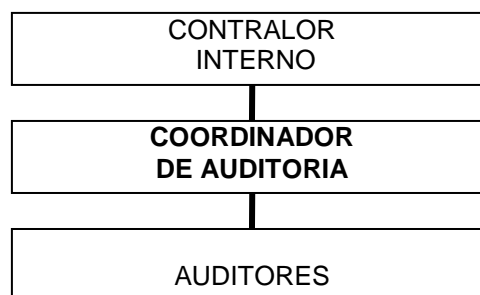 CONTRALOR
INTERNO
COORDINADOR
DE AUDITORIA
AUDITORES